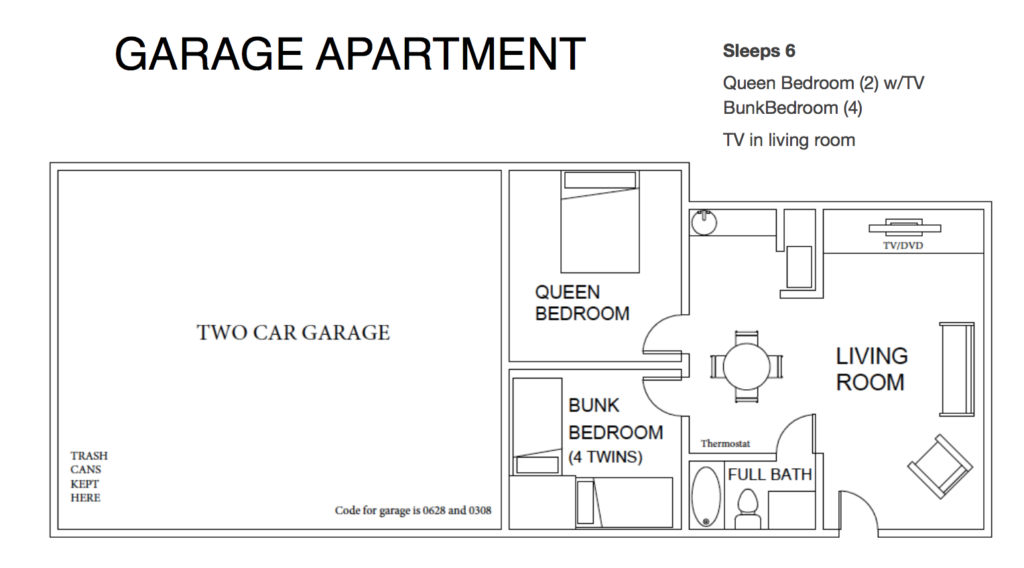 GARAGE APARTMENT
Sleeps 6
Queen Bedroom (2) w/TV
BunkBedroom (4)
TV in living room
TV/DVD
QUEEN
BEDROOM
TWO CAR GARAGE
LIVING
ROOM
BUNK
BEDROOM
(4 TWINS)
Thermostat
FULL BATH
TRASH
CANS
KEPT
HERE
Code for garage is 0628 and 0308